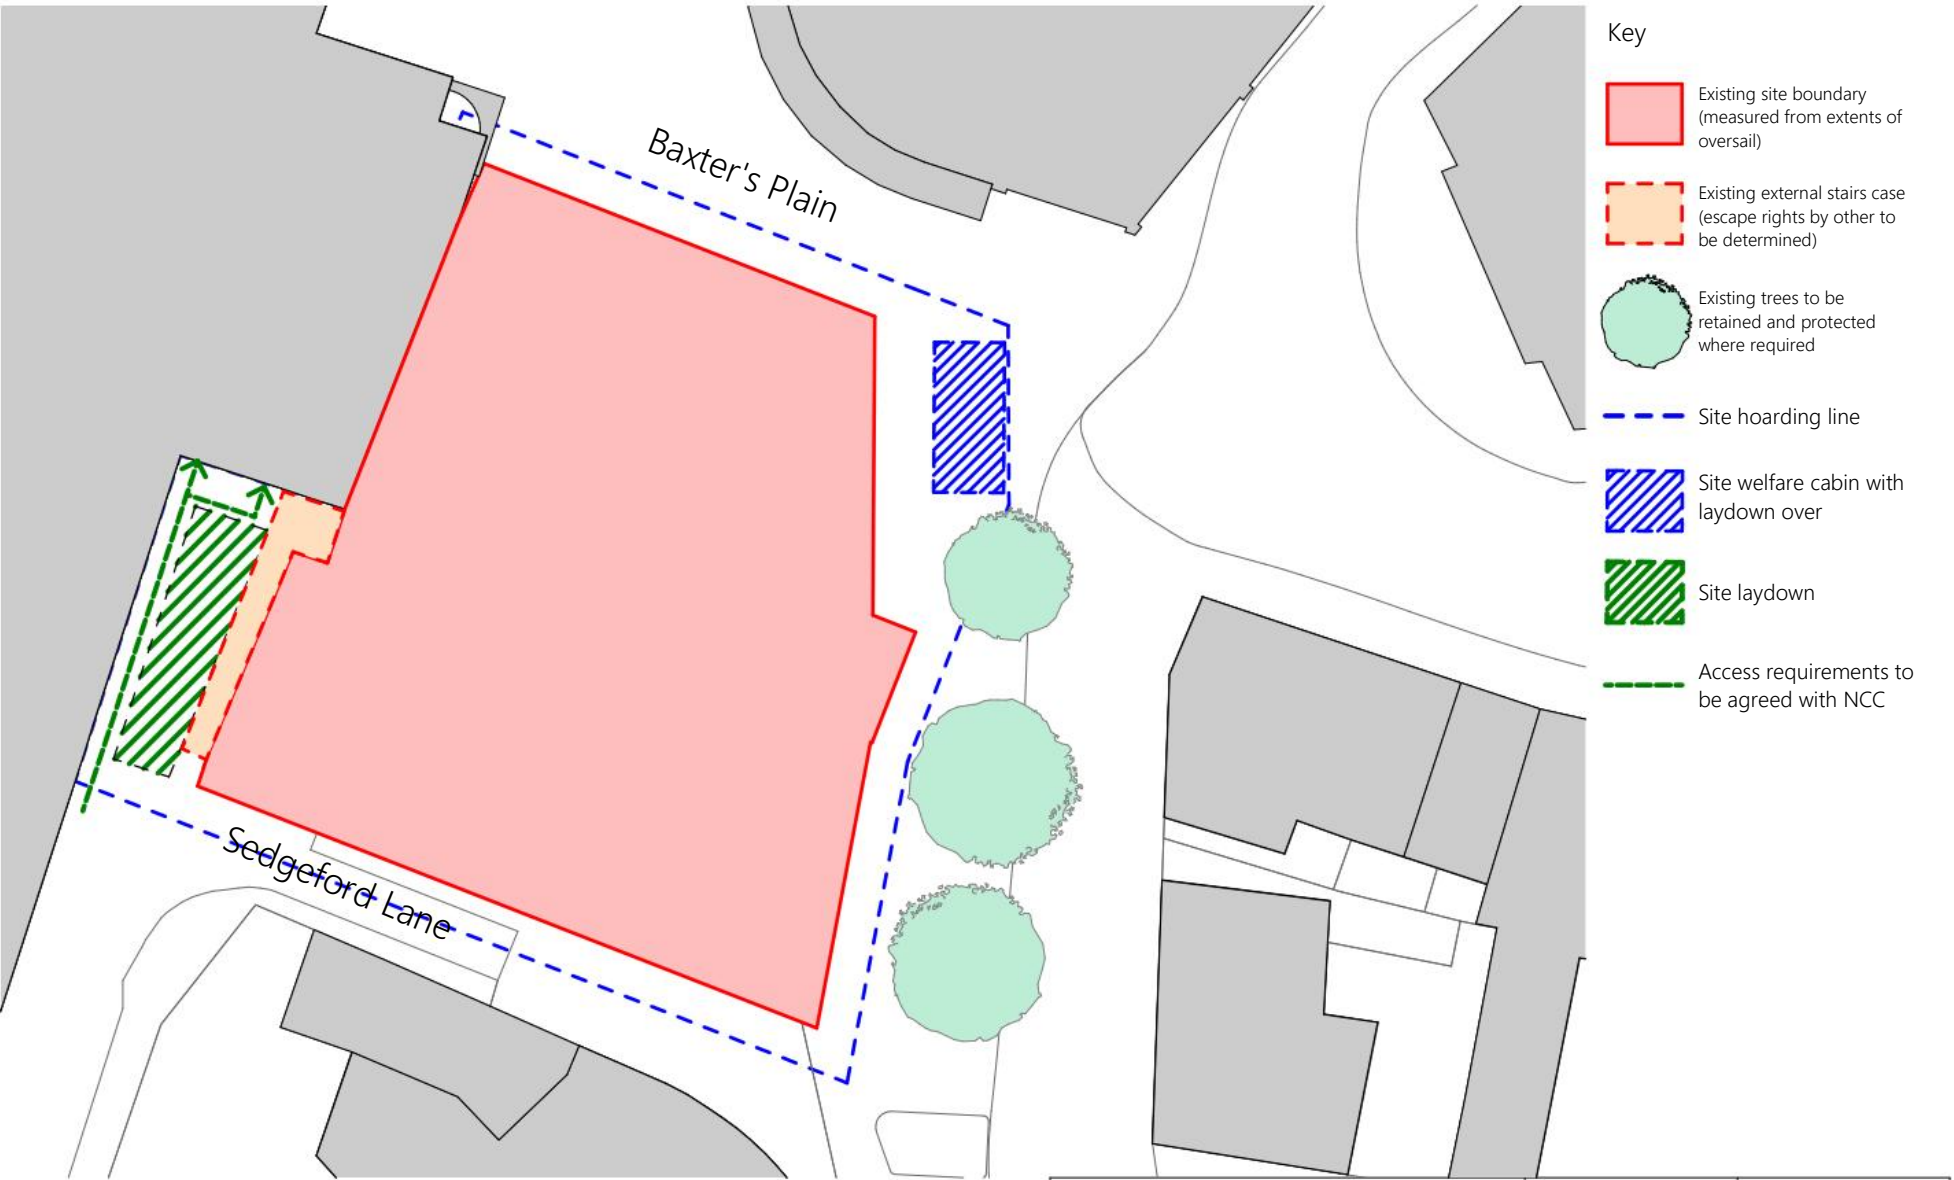 Baxter's Plain
Sedgeford Lane
Key
Existing site boundary
(measured from extents of
oversail)
Existing external stairs case
(escape rights by other to
be determined)
Existing trees to be
retained and protected
where required
Site hoarding line
Site welfare cabin with
laydown over
Site laydown
Access requirements to
be agreed with NCC